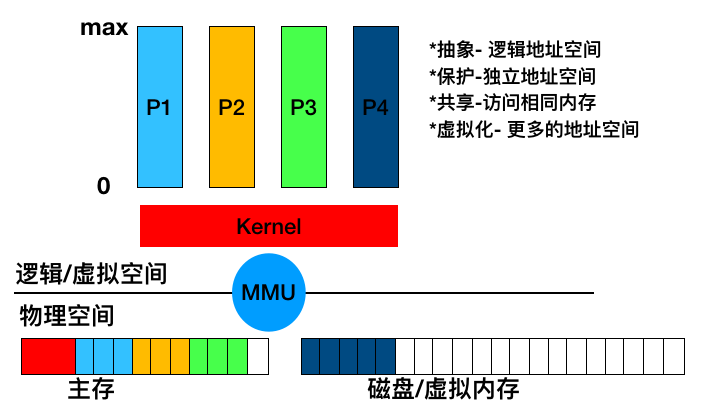 max
*抽象- 逻辑地址空间
*保护-独立地址空间
P1 P2 P3 P4
*共享-访问相同内存
*虚拟化- 更多的地址空间
0
Kernel
逻辑/虚拟空间
MMU
物理空间
主存
磁盘/虚拟内存